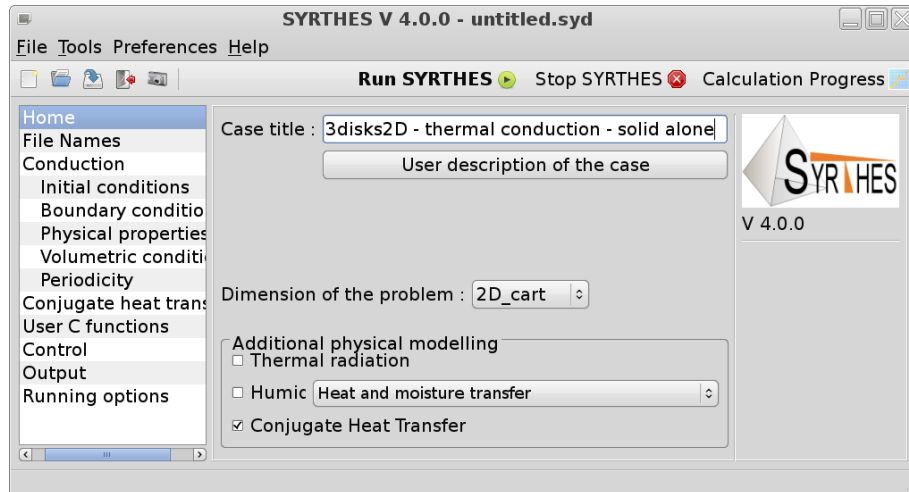 SYRTHES V 4.0.0 - untitled.syd
File Tools Preferences Help
Run SYRTHES Stop SYRTHES Calculation Progress
Home
File Names
Conduction
Initial conditions
Boundary conditio
Physical properties
Volumetric conditi
Periodicity
Conjugate heat trans
User C functions
Control
Output
Running options
Case title : 3disks2D - thermal conduction - solid alone
User description of the case
Dimension of the problem : 2D_cart
Additional physical modelling
Thermal radiation
Humic Heat and moisture transfer
Conjugate Heat Transfer
SYRTHES
V 4.0.0